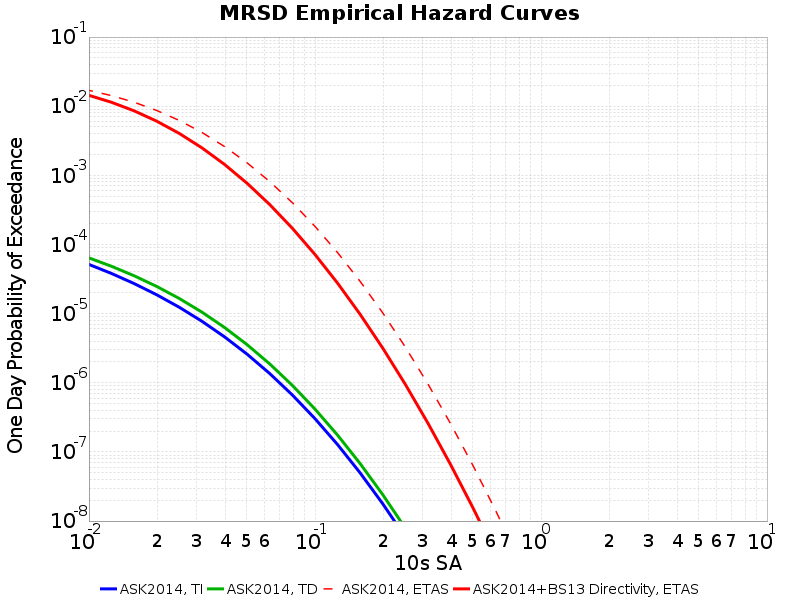 MRSD Empirical Hazard Curves
One Day Probability of Exceedance
10-1
10-2
10-3
10-4
10-5
10-6
10-7
10-8
10-2 2 3 4 5 6 10-1 2 3 4 5 6 7 100 2 3 4 5 6 7 101
10s SA
ASK2014, TI ASK2014, TD ASK2014, ETAS ASK2014+BS13 Directivity, ETAS